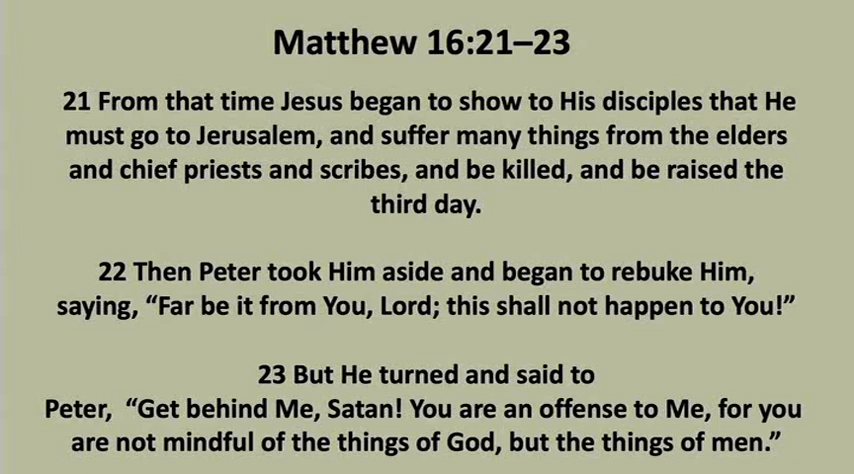 Matthew 16:21–23
21 From that time Jesus began to show to His disciples that He
must go to Jerusalem, and suffer many things from the elders
and chief priests and scribes, and be killed, and be raised the
third day.
22 Then Peter took Him aside and began to rebuke Him,
saying, “Far be it from You, Lord; this shall not happen to You!”
23 But He turned and said to
Peter,  “Get behind Me, Satan! You are an offense to Me, for you
are not mindful of the things of God, but the things of men.”